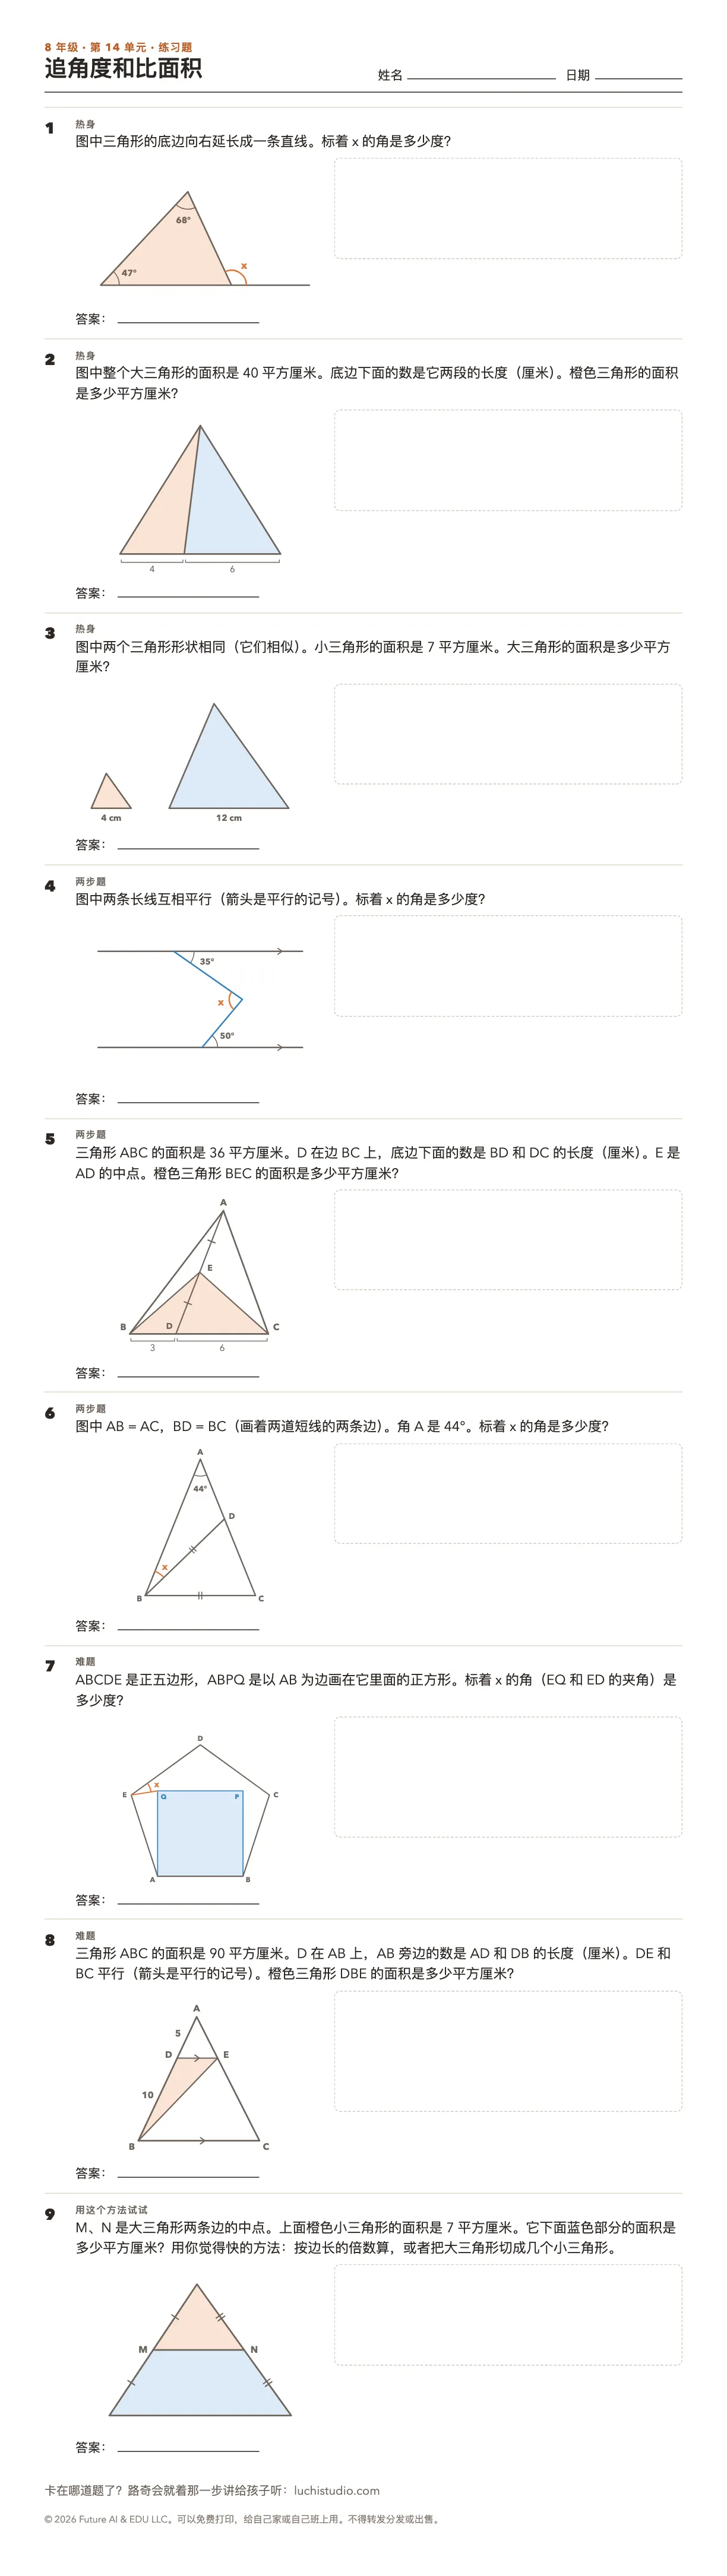 8 年级 · 第 14 单元 · 练习题
追角度和比面积
姓名 日期
1
热身
图中三角形的底边向右延长成一条直线。标着 x 的角是多少度？
68°
47°
x
答案：
2
热身
图中整个大三角形的面积是 40 平方厘米。底边下面的数是它两段的长度（厘米）。橙色三角形的面积
是多少平方厘米？
4
6
答案：
3
热身
图中两个三角形形状相同（它们相似）。小三角形的面积是 7 平方厘米。大三角形的面积是多少平方
厘米？
4 cm
12 cm
答案：
4
两步题
图中两条长线互相平行（箭头是平行的记号）。标着 x 的角是多少度？
35°
x
50°
答案：
5
两步题
三角形 ABC 的面积是 36 平方厘米。D 在边 BC 上，底边下面的数是 BD 和 DC 的长度（厘米）。E 是
AD 的中点。橙色三角形 BEC 的面积是多少平方厘米？
A
E
B
D
C
3
6
答案：
6
两步题
图中 AB = AC，BD = BC（画着两道短线的两条边）。角 A 是 44°。标着 x 的角是多少度？
A
44°
D
x
B
C
答案：
7
难题
ABCDE 是正五边形，ABPQ 是以 AB 为边画在它里面的正方形。标着 x 的角（EQ 和 ED 的夹角）是
多少度？
D
x
E
Q
P
C
A
B
答案：
8
难题
三角形 ABC 的面积是 90 平方厘米。D 在 AB 上，AB 旁边的数是 AD 和 DB 的长度（厘米）。DE 和
BC 平行（箭头是平行的记号）。橙色三角形 DBE 的面积是多少平方厘米？
A
5
D
E
10
B
C
答案：
9
用这个方法试试
M、N 是大三角形两条边的中点。上面橙色小三角形的面积是 7 平方厘米。它下面蓝色部分的面积是
多少平方厘米？用你觉得快的方法：按边长的倍数算，或者把大三角形切成几个小三角形。
M
N
答案：
卡在哪道题了？路奇会就着那一步讲给孩子听：luchistudio.com
© 2026 Future AI & EDU LLC。可以免费打印，给自己家或自己班上用。不得转发分发或出售。